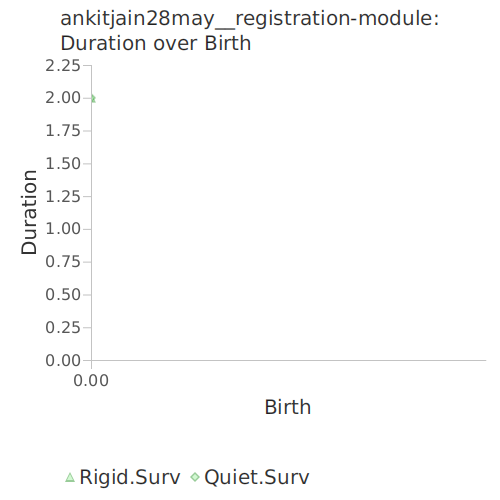 ankitjain28may__registration-module:
Duration over Birth
2.25
2.00
1.75
1.50
1.25
1.00
0.75
0.50
0.25
0.00
Duration
0.00
Birth
Rigid.Surv Quiet.Surv